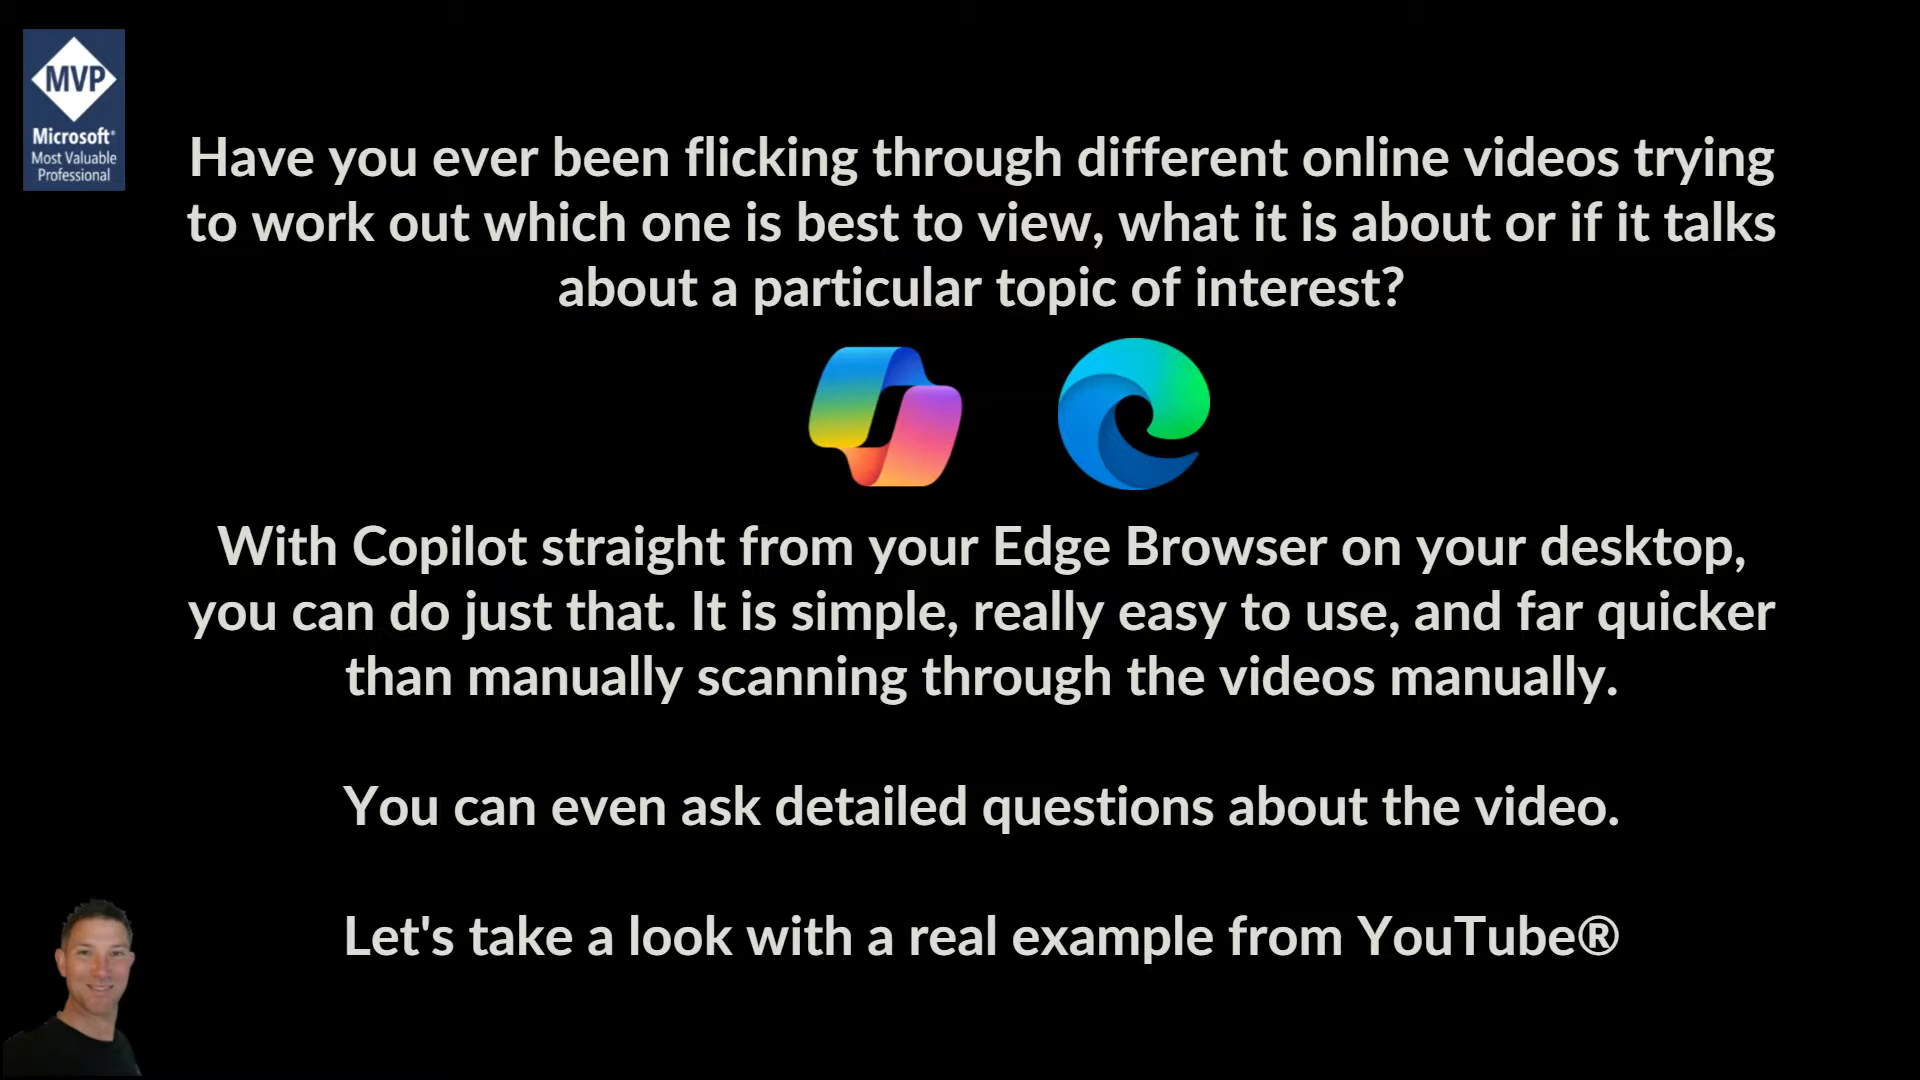 MVP
Microsoft®
Most Valuable
Professional
Have you ever been flicking through different online videos trying
to work out which one is best to view, what it is about or if it talks
about a particular topic of interest?
With Copilot straight from your Edge Browser on your desktop,
you can do just that. It is simple, really easy to use, and far quicker
than manually scanning through the videos manually.
You can even ask detailed questions about the video.
Let's take a look with a real example from YouTube®